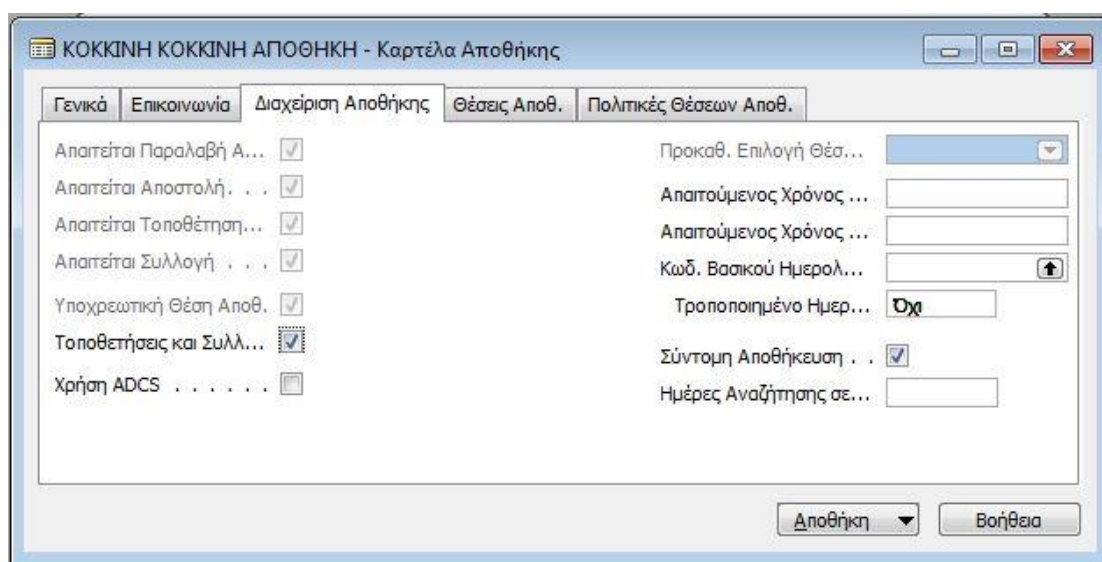 ΚΟΚΚΙΝΗ ΚΟΚΚΙΝΗ ΑΠΟΘΗΚΗ - Καρτέλα Αποθήκης
Γενικά Επικοινωνία Διαχείριση Αποθήκης Θέσεις Αποθ. Πολιτικές Θέσεων Αποθ.
Απαιτείται Παραλαβή Α...
Απαιτείται Αποστολή. . .
Απαιτείται Τοποθέτηση...
Απαιτείται Συλλογή . . .
Υποχρεωτική Θέση Αποθ.
Τοποθετήσεις και Συλλ...
Χρήση ADCS . . . . . .
Προκαθ. Επιλογή Θέσ...
Απαιτούμενος Χρόνος ...
Απαιτούμενος Χρόνος ...
Κωδ. Βασικού Ημερολ...
Τροποποιημένο Ημερ... Όχι
Σύντομη Αποθήκευση . .
Ημέρες Αναζήτησης σε...
Αποθήκη Βοήθεια